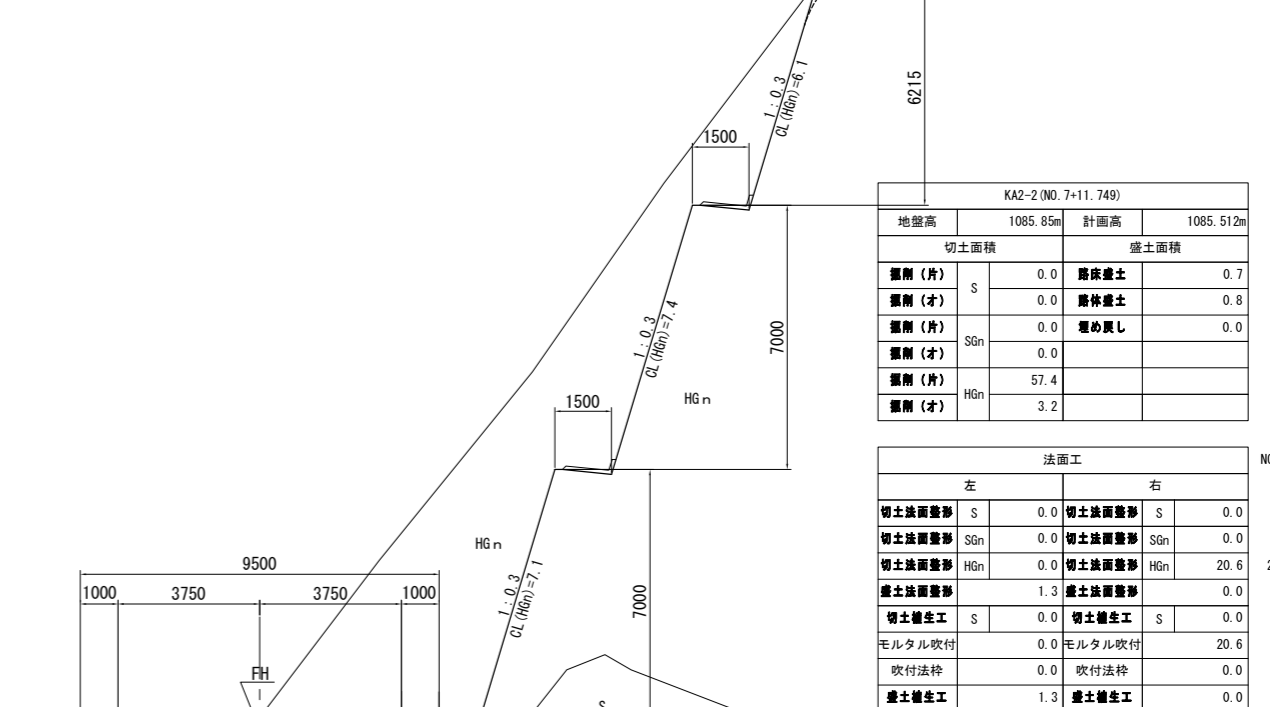 1:0.3
CL(HGn)=6.1
6215
1500
1:0.3
CL(HGn)=7.4
7000
1500
HGn
HGn
1:0.3
CL(HGn)=7.1
7000
9500
1000 3750 3750 1000
FH
S
KA2-2(NO.7+11.749)
地盤高 1085.85m 計画高 1085.512m
切土面積 盛土面積
掘削（片） S 0.0 路床盛土 0.7
掘削（オ） 0.0 路体盛土 0.8
掘削（片） SGn 0.0 埋め戻し 0.0
掘削（オ） 0.0
掘削（片） HGn 57.4
掘削（オ） 3.2
法面工
左 右
切土法面整形 S 0.0 切土法面整形 S 0.0
切土法面整形 SGn 0.0 切土法面整形 SGn 0.0
切土法面整形 HGn 0.0 切土法面整形 HGn 20.6
盛土法面整形 1.3 盛土法面整形 0.0
切土植生工 S 0.0 切土植生工 S 0.0
モルタル吹付 0.0 モルタル吹付 20.6
吹付法枠 0.0 吹付法枠 0.0
盛土植生工 1.3 盛土植生工 0.0